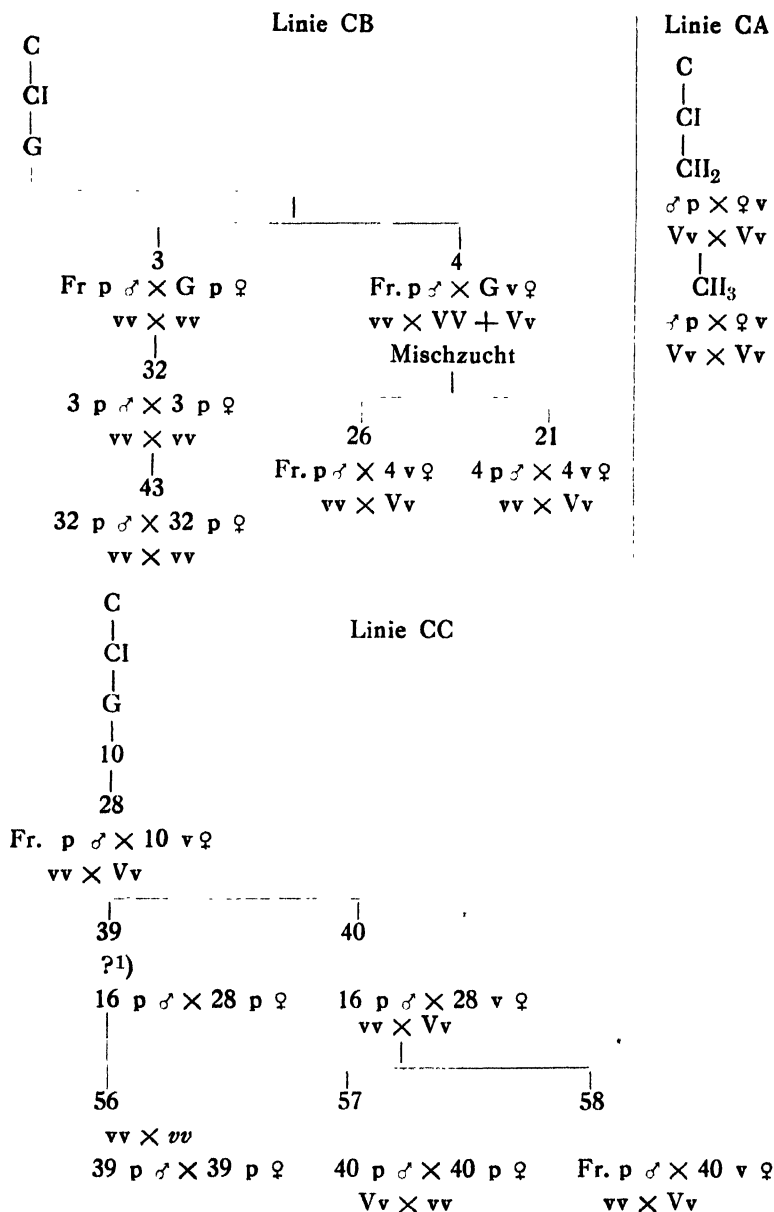 Linie CB
Linie CA
C
CI
G
C
CI
CII₂
♂ p × ♀ v
Vv × Vv
CII₃
♂ p × ♀ v
Vv × Vv
3 4
Fr p ♂ × G p ♀ Fr. p ♂ × G v ♀
vv × vv vv × VV + Vv
Mischzucht
32
3 p ♂ × 3 p ♀
vv × vv
26 21
Fr. p ♂ × 4 v ♀ 4 p ♂ × 4 v ♀
vv × Vv vv × Vv
43
32 p ♂ × 32 p ♀
vv × vv
Linie CC
C
CI
G
10
28
Fr. p ♂ × 10 v ♀
vv × Vv
39 40
?¹)
16 p ♂ × 28 p ♀ 16 p ♂ × 28 v ♀
vv × Vv
56 57 58
vv × vv
39 p ♂ × 39 p ♀ 40 p ♂ × 40 p ♀ Fr. p ♂ × 40 v ♀
Vv × vv vv × Vv